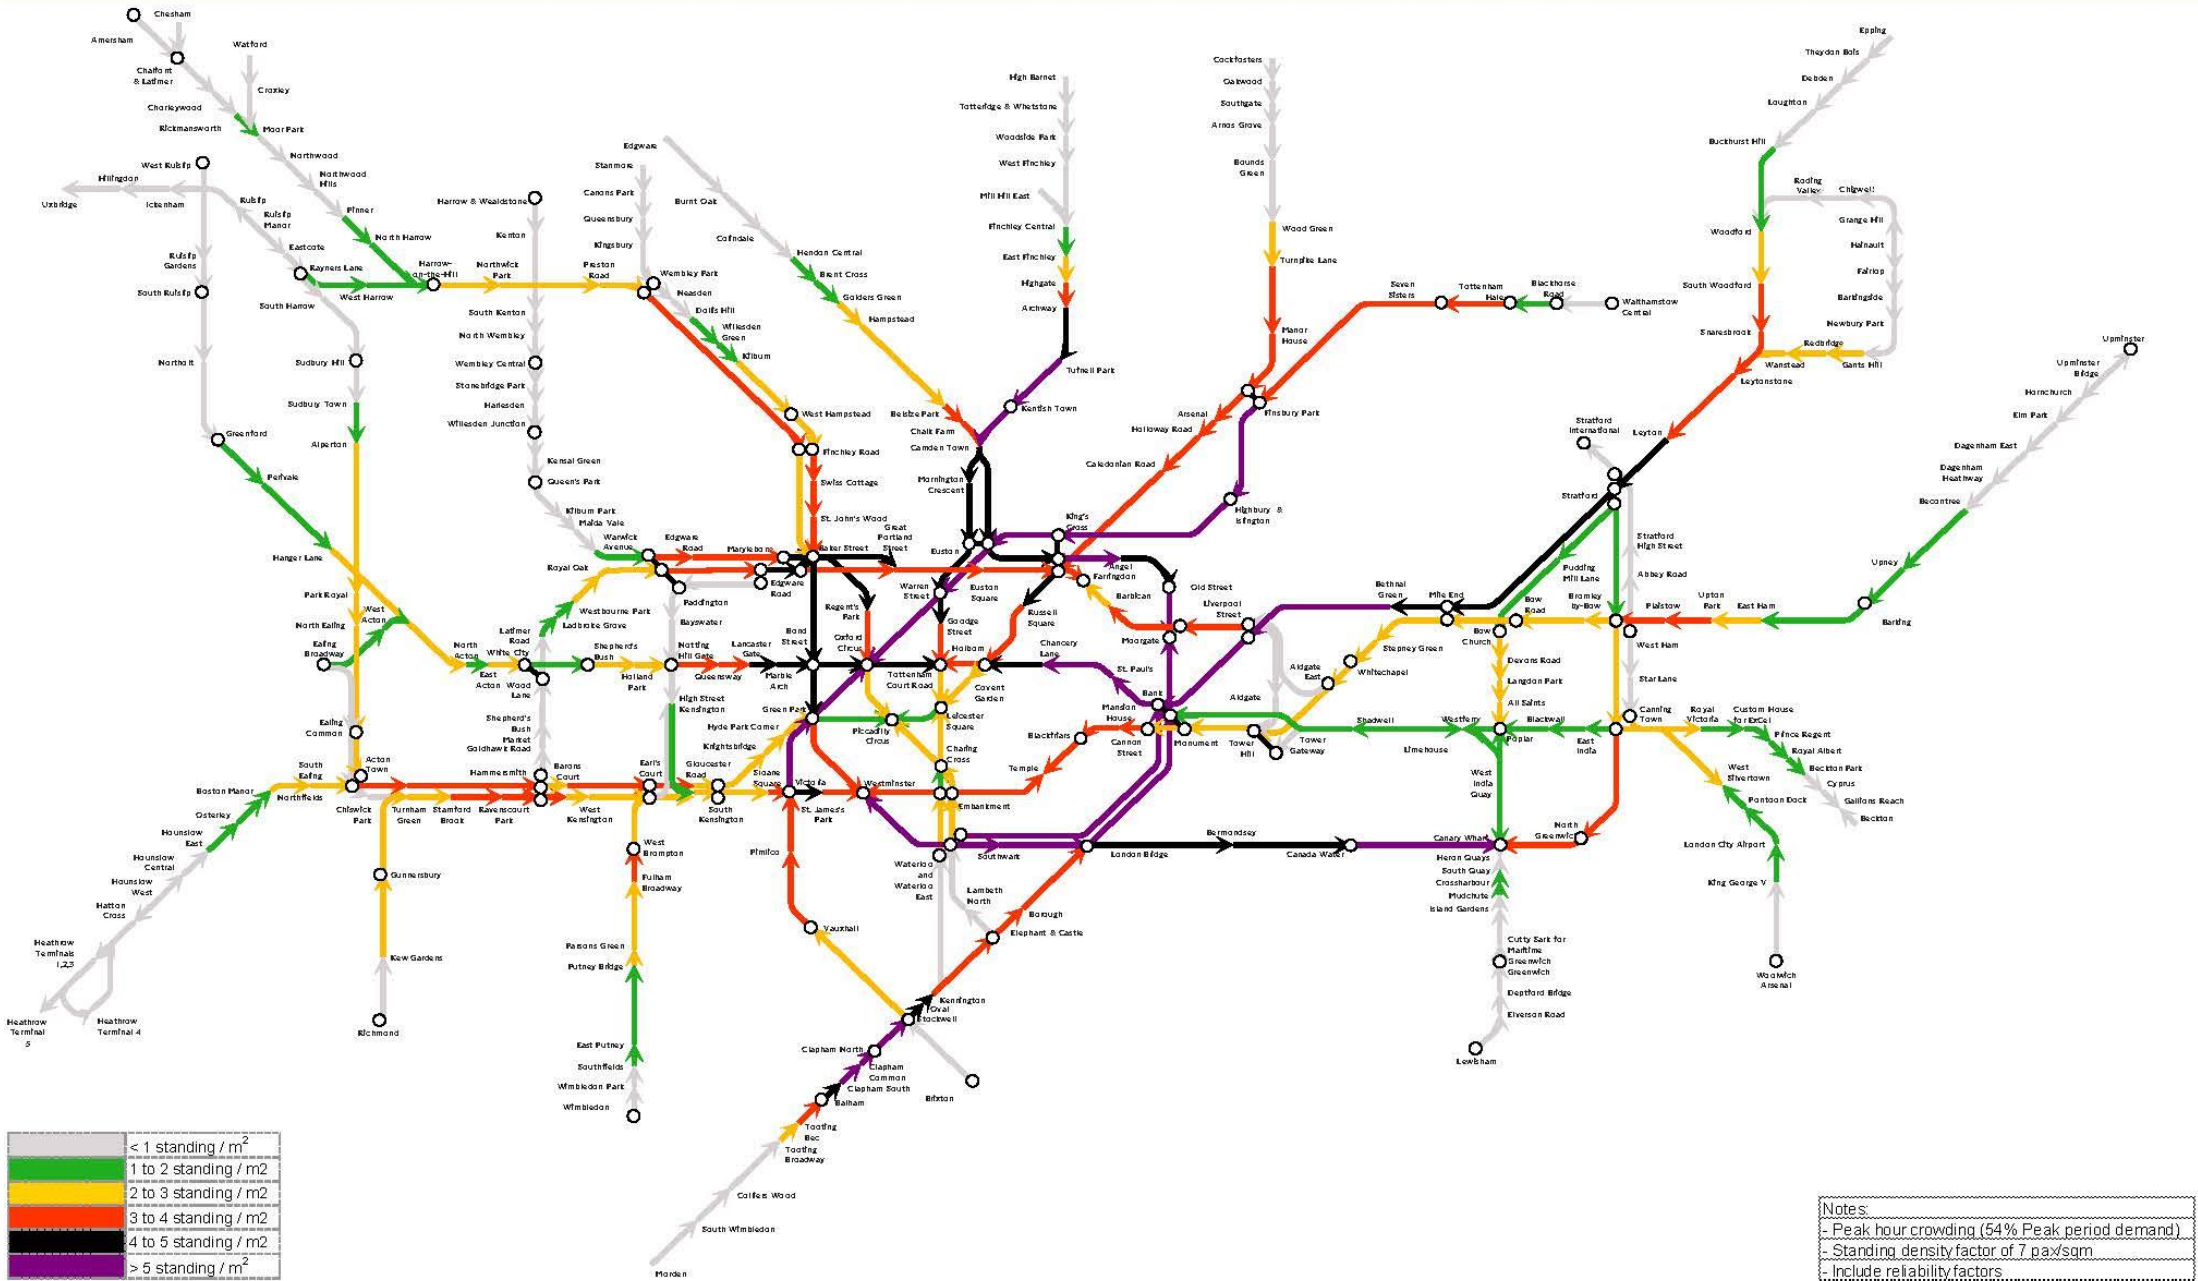 Chesham
Amersham
Watford
Chalfont
& Latimer
Croxley
Chorleywood
Rickmansworth
Moor Park
Northwood
Northwood
Hills
West Ruislip
Hillingdon
Uxbridge
Ickenham
Ruislip
Ruislip
Manor
Pinner
North Harrow
Eastcote
Rayners Lane
West Harrow
Harrow-
on-the-Hill
Northwick
Park
Preston
Road
Ruislip
Gardens
South Ruislip
South Harrow
Northolt
Sudbury Hill
Sudbury Town
Alperton
Greenford
Perivale
Hanger Lane
Park Royal
North Ealing
West
Acton
Ealing
Broadway
Ealing
Common
South
Ealing
Acton
Town
Northfields
Boston Manor
Osterley
Hounslow
East
Hounslow
Central
Hounslow
West
Hatton
Cross
Heathrow
Terminals
1,2,3
Heathrow
Terminal
5
Heathrow
Terminal 4
Harrow & Wealdstone
Kenton
South Kenton
North Wembley
Wembley Central
Stonebridge Park
Harlesden
Willesden Junction
Kensal Green
Queen's Park
Kilburn Park
Maida Vale
Warwick
Avenue
Edgware
Stanmore
Canons Park
Queensbury
Kingsbury
Wembley Park
Neasden
Dollis Hill
Willesden
Green
Kilburn
West Hampstead
Finchley Road
Swiss Cottage
St. John's Wood
Burnt Oak
Colindale
Hendon Central
Brent Cross
Golders Green
Hampstead
Belsize Park
Chalk Farm
Camden Town
High Barnet
Totteridge & Whetstone
Woodside Park
West Finchley
Mill Hill East
Finchley Central
East Finchley
Highgate
Archway
Tufnell Park
Kentish Town
Mornington
Crescent
Cockfosters
Oakwood
Southgate
Arnos Grove
Bounds
Green
Wood Green
Turnpike Lane
Manor
House
Finsbury Park
Arsenal
Holloway Road
Caledonian Road
Highbury &
Islington
Seven
Sisters
Tottenham
Hale
Blackhorse
Road
Walthamstow
Central
Epping
Theydon Bois
Debden
Loughton
Buckhurst Hill
Roding
Valley
Chigwell
Grange Hill
Hainault
Fairlop
Barkingside
Newbury Park
Woodford
South Woodford
Snaresbrook
Redbridge
Wanstead
Gants Hill
Leytonstone
Leyton
Upminster
Upminster
Bridge
Hornchurch
Elm Park
Dagenham East
Dagenham
Heathway
Becontree
Upney
Barking
East Ham
Upton
Park
Plaistow
Stratford
International
Stratford
Stratford
High Street
Abbey Road
Pudding
Mill Lane
Bromley
by-Bow
Bow
Road
Bow
Church
West Ham
Star Lane
Canning
Town
Mile End
Bethnal
Green
Stepney Green
Whitechapel
Aldgate
East
Aldgate
Liverpool
Street
Old Street
Moorgate
Barbican
Farringdon
Angel
King's
Cross
Euston
Euston
Square
Warren
Street
Great
Portland
Street
Baker Street
Marylebone
Edgware
Road
Edgware
Road
Paddington
Royal Oak
Westbourne Park
Ladbroke Grove
Latimer
Road
White City
North
Acton
East
Acton
Wood
Lane
Shepherd's
Bush
Holland
Park
Notting
Hill Gate
Bayswater
Queensway
Lancaster
Gate
Marble
Arch
Bond
Street
Oxford
Circus
Regent's
Park
Goodge
Street
Tottenham
Court Road
Russell
Square
Holborn
Covent
Garden
Chancery
Lane
St. Paul's
Bank
Mansion
House
Cannon
Street
Monument
Tower
Hill
Tower
Gateway
Shadwell
Limehouse
Westferry
Poplar
Blackwall
East
India
All Saints
Langdon Park
Devons Road
Royal
Victoria
Custom House
for ExCel
Prince Regent
Royal Albert
Beckton Park
Cyprus
Gallions Reach
Beckton
West
Silvertown
Pontoon Dock
London City Airport
King George V
Woolwich
Arsenal
West
India
Quay
Canary Wharf
Heron Quays
South Quay
Crossharbour
Mudchute
Island Gardens
Cutty Sark for
Maritime
Greenwich
Greenwich
Deptford Bridge
Elverson Road
Lewisham
North
Greenwich
Canada Water
Bermondsey
London Bridge
Southwark
Waterloo
and
Waterloo
East
Lambeth
North
Borough
Elephant & Castle
Kennington
Oval
Stockwell
Brixton
Vauxhall
Pimlico
Clapham North
Clapham
Common
Clapham South
Balham
Tooting
Bec
Tooting
Broadway
Colliers Wood
South Wimbledon
Morden
Shepherd's
Bush
Market
Goldhawk Road
Hammersmith
Barons
Court
West
Kensington
Earl's
Court
High Street
Kensington
Gloucester
Road
South
Kensington
Knightsbridge
Hyde Park Corner
Green Park
Sloane
Square
Victoria
St. James's
Park
Westminster
Piccadilly
Circus
Leicester
Square
Charing
Cross
Embankment
Temple
Blackfriars
Chiswick
Park
Turnham
Green
Stamford
Brook
Ravenscourt
Park
Gunnersbury
Kew Gardens
Richmond
West
Brompton
Fulham
Broadway
Parsons Green
Putney Bridge
East Putney
Southfields
Wimbledon Park
Wimbledon
< 1 standing / m2
1 to 2 standing / m2
2 to 3 standing / m2
3 to 4 standing / m2
4 to 5 standing / m2
> 5 standing / m2
Notes:
- Peak hour crowding (54% Peak period demand)
- Standing density factor of 7 pax/sqm
- Include reliability factors